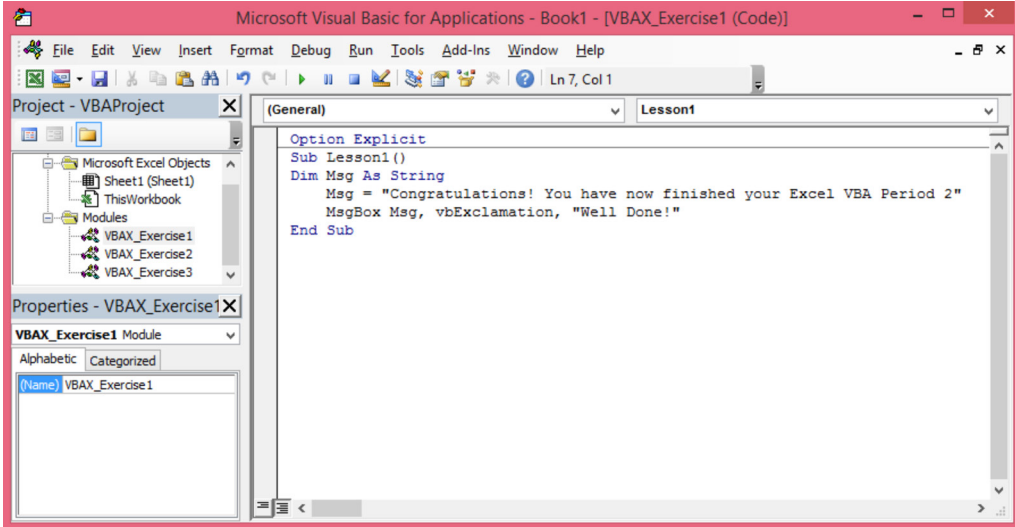 Microsoft Visual Basic for Applications - Book1 - [VBAX_Exercise1 (Code)]
File Edit View Insert Format Debug Run Tools Add-Ins Window Help
Ln 7, Col 1
Project - VBAProject
Microsoft Excel Objects
Sheet1 (Sheet1)
ThisWorkbook
Modules
VBAX_Exercise1
VBAX_Exercise2
VBAX_Exercise3
Properties - VBAX_Exercise1
VBAX_Exercise1 Module
Alphabetic Categorized
(Name) VBAX_Exercise1
(General) Lesson1
Option Explicit
Sub Lesson1()
Dim Msg As String
Msg = "Congratulations! You have now finished your Excel VBA Period 2"
MsgBox Msg, vbExclamation, "Well Done!"
End Sub